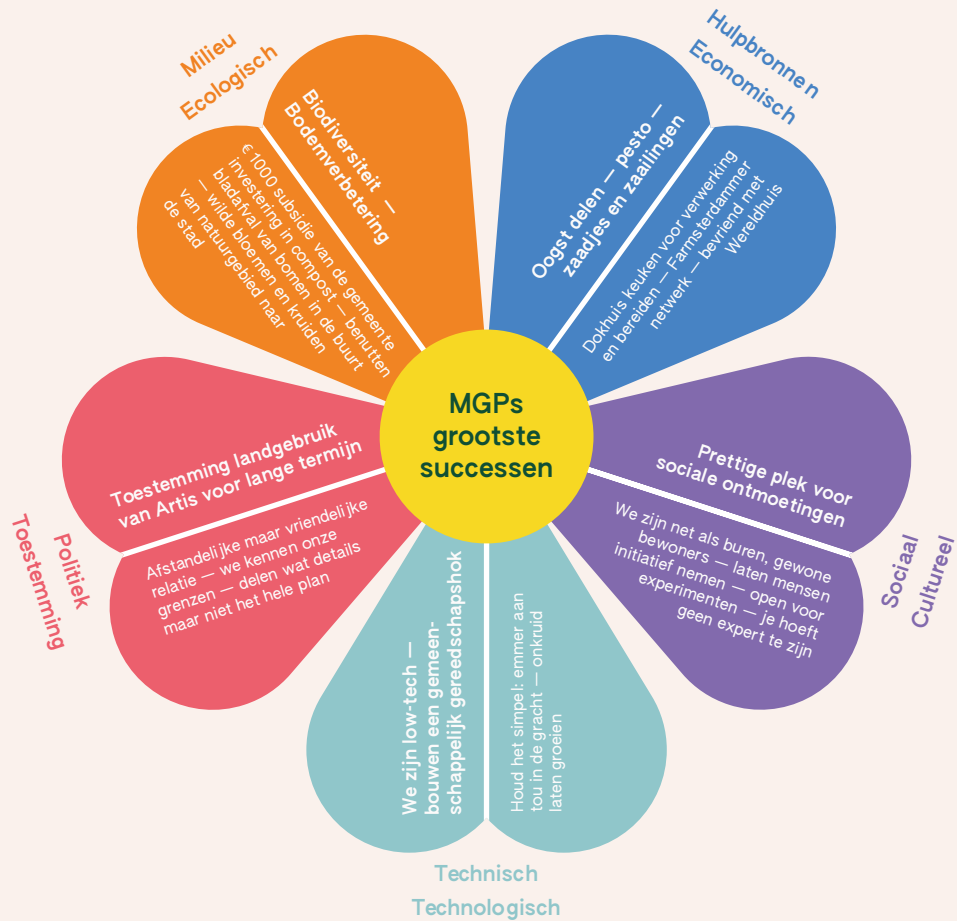 MGPs
grootste
successen
Milieu
Ecologisch
Biodiversiteit —
Bodemverbetering
€ 1000 subsidie van de gemeente
investering in compost — benutten
bladafval van bomen in de buurt
— wilde bloemen en kruiden
van natuurgebied naar
de stad
Hulpbronnen
Economisch
Oogst delen — pesto —
zaadjes en zaailingen
Dokhuis keuken voor verwerking
en bereiden — Farmsterdammer
netwerk — bevriend met
Wereldhuis
Sociaal
Cultureel
Prettige plek voor
sociale ontmoetingen
We zijn net als buren, gewone
bewoners — laten mensen
initiatief nemen — open voor
experimenten — je hoeft
geen expert te zijn
Technisch
Technologisch
We zijn low-tech —
bouwen een gemeen-
schappelijk gereedschapshok
Houd het simpel: emmer aan
tou in de gracht — onkruid
laten groeien
Politiek
Toestemming
Toestemming landgebruik
van Artis voor lange termijn
Afstandelijke maar vriendelijke
relatie — we kennen onze
grenzen — delen wat details
maar niet het hele plan